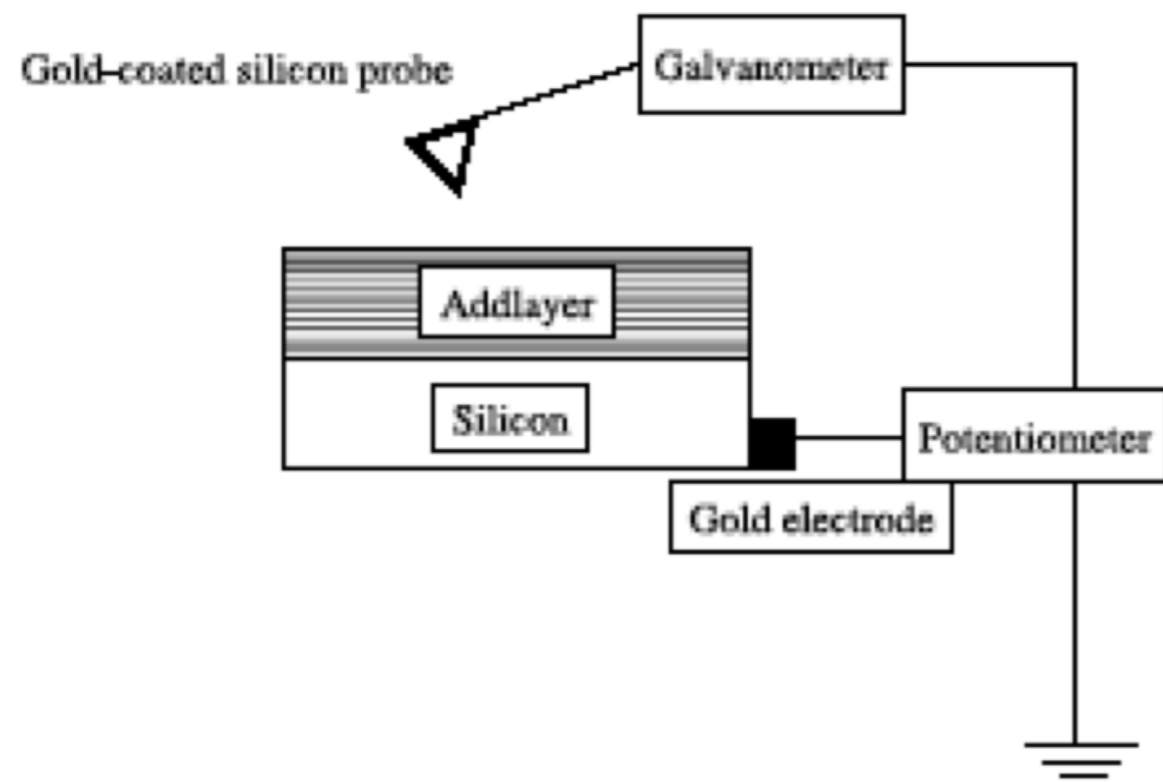 Gold-coated silicon probe
Galvanometer
Addlayer
Silicon
Potentiometer
Gold electrode